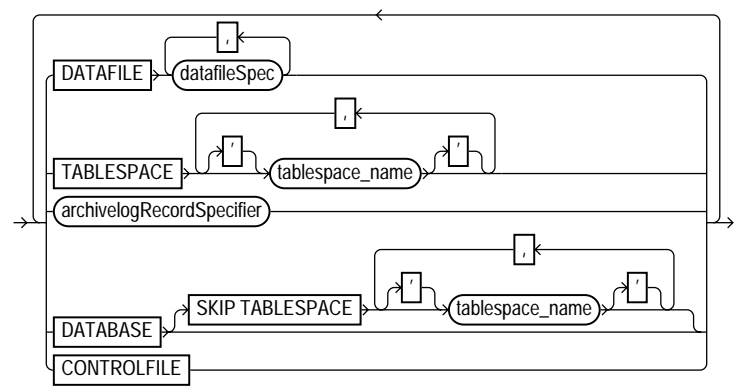 ,
DATAFILE datafileSpec
,
' '
TABLESPACE tablespace_name
archivelogRecordSpecifier
,
' '
SKIP TABLESPACE tablespace_name
DATABASE
CONTROLFILE